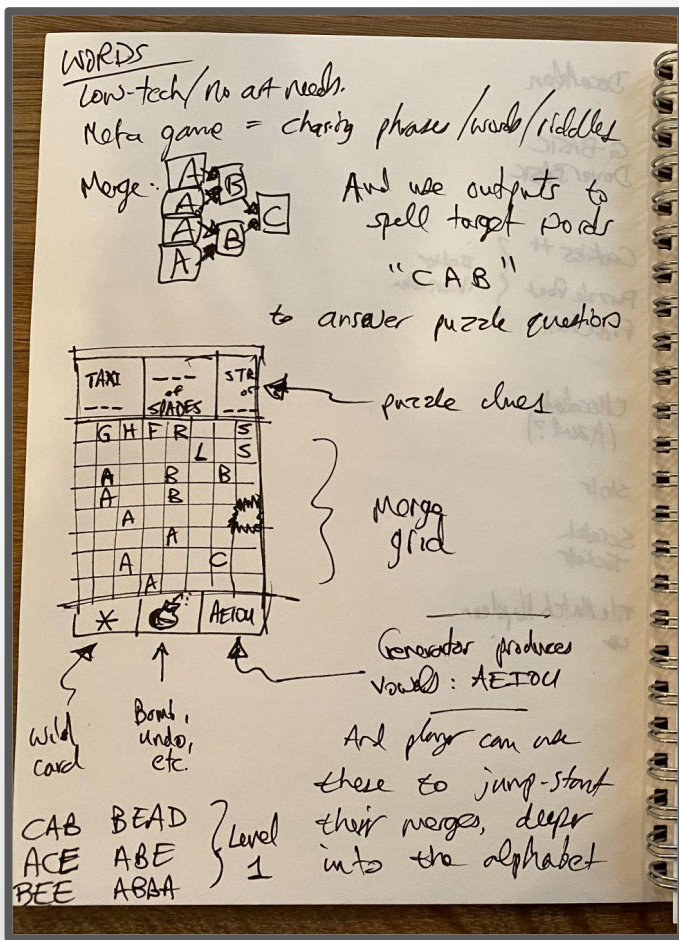 WORDS
Low-tech/no art needs.
Meta game = chasing phrases/words/riddles
Merge:
A
A B
A B C
A
And use outputs to
spell target words
"CAB"
to answer puzzle questions
TAXI
---
---
of
SPADES
STR
or
---
puzzle clues
G H F R S
L S
A B B
A B
A
A
A C
A
Merge
grid
* AEIOU
Generator produces
vowels: AEIOU
Wild
card
Bomb,
undo,
etc.
And player can use
these to jump-start
their merges, deeper
into the alphabet
CAB BEAD
ACE ABE
BEE ABBA
Level
1